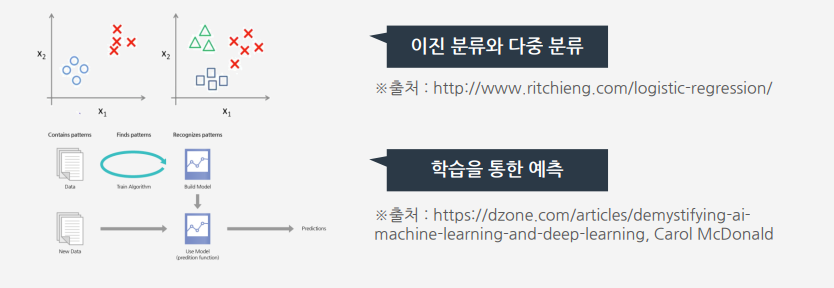 이진 분류와 다중 분류
※출처 : http://www.ritchieng.com/logistic-regression/
X2
X1
X2
X1
Contains patterns
Finds patterns
Recognizes patterns
Data
Train Algorithm
Build Model
New Data
Use Model
(predition function)
Predictions
학습을 통한 예측
※출처 : https://dzone.com/articles/demystifying-ai-
machine-learning-and-deep-learning, Carol McDonald